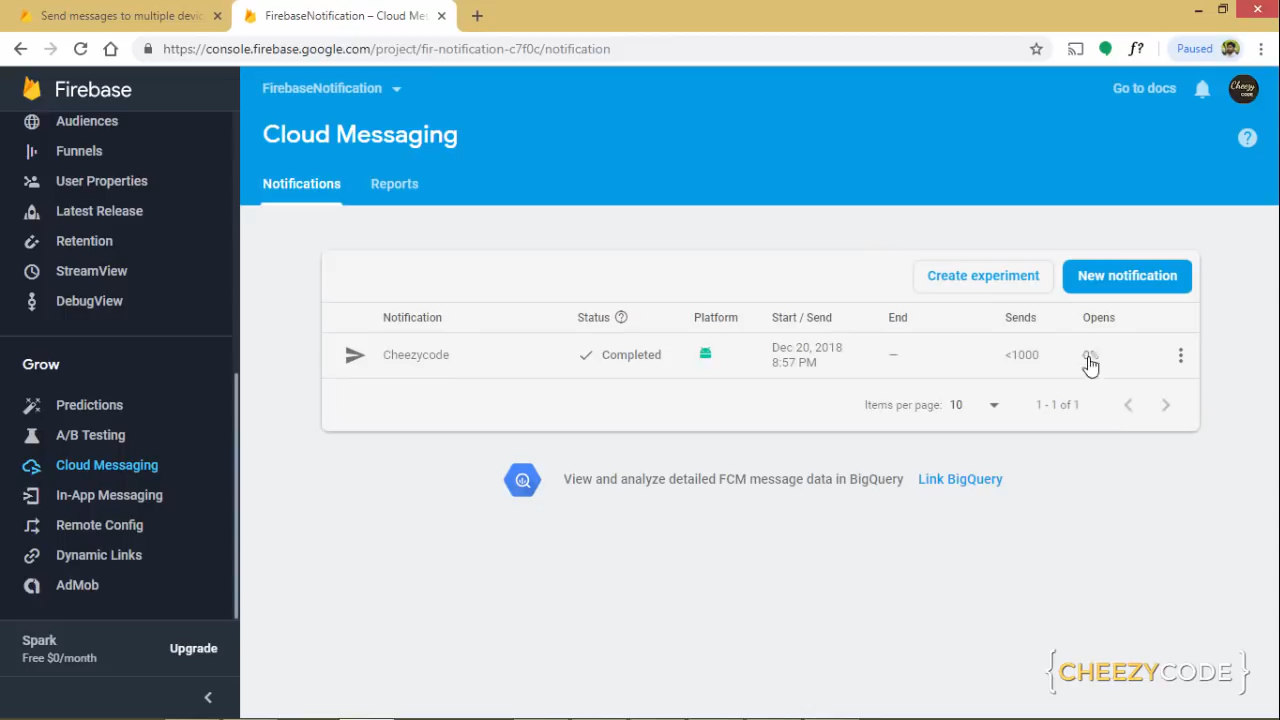 Send messages to multiple devic
FirebaseNotification – Cloud Mes
https://console.firebase.google.com/project/fir-notification-c7f0c/notification
f?
Paused
Firebase
FirebaseNotification
Go to docs
Cheezy
CODE
Cloud Messaging
Notifications
Reports
Audiences
Funnels
User Properties
Latest Release
Retention
StreamView
DebugView
Grow
Predictions
A/B Testing
Cloud Messaging
In-App Messaging
Remote Config
Dynamic Links
AdMob
Spark
Free $0/month
Upgrade
Create experiment
New notification
Notification Status Platform Start / Send End Sends Opens
Cheezycode Completed Dec 20, 2018 — <1000 0%
8:57 PM
Items per page: 10 1 - 1 of 1
View and analyze detailed FCM message data in BigQuery Link BigQuery
{CHEEZYCODE}